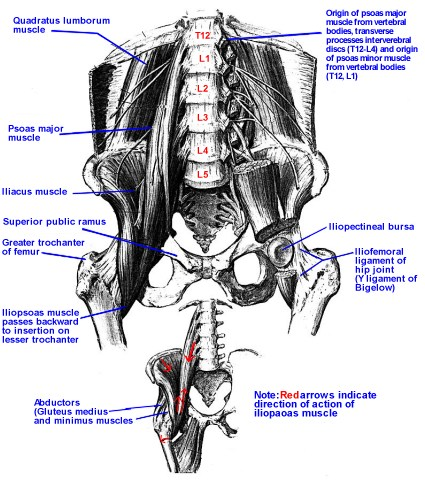 Quadratus lumborum
muscle
Origin of psoas major
muscle from vertebral
bodies, transverse
processes interverebral
discs (T12-L4) and origin
of psoas minor muscle
from vertebral bodies
(T12, L1)
T12
L1
L2
L3
L4
L5
Psoas major
muscle
Iliacus muscle
Superior public ramus
Greater trochanter
of femur
Iliopectineal bursa
Iliofemoral
ligament of
hip joint
(Y ligament of
Bigelow)
Iliopsoas muscle
passes backward
to insertion on
lesser trochanter
Abductors
(Gluteus medius
and minimus muscles
Note:Red arrows indicate
direction of action of
iliopaoas muscle